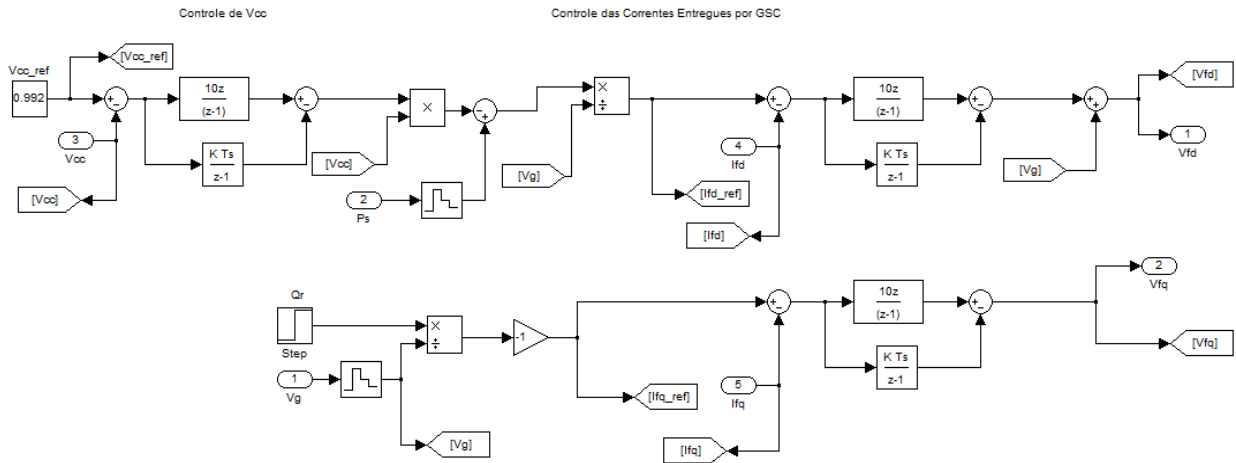 Controle de Vcc
Controle das Correntes Entregues por GSC
Vcc_ref
[Vcc_ref]
0.992
+
−
10z
(z-1)
+
−
×
-
+
×
÷
+
−
10z
(z-1)
+
−
+
+
[Vfd]
3
Vcc
K Ts
z-1
[Vcc]
[Vg]
4
Ifd
K Ts
z-1
[Vg]
1
Vfd
[Vcc]
2
Ps
[Ifd_ref]
[Ifd]
Qr
Step
×
÷
-1
+
−
10z
(z-1)
+
−
2
Vfq
1
Vg
[Ifq_ref]
5
Ifq
K Ts
z-1
[Vfq]
[Vg]
[Ifq]